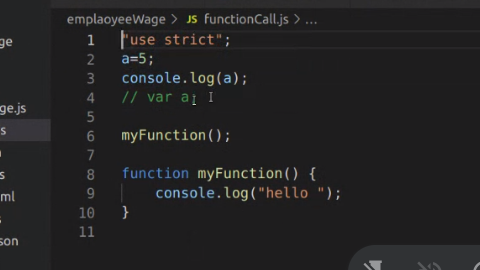 emplaoyeeWage > JS functionCall.js > ...
ge
1 "use strict";
2 a=5;
3 console.log(a);
4 // var a;
5
6 myFunction();
7
8 function myFunction() {
9 console.log("hello ");
10 }
11
ge.js
s
s
ml
son